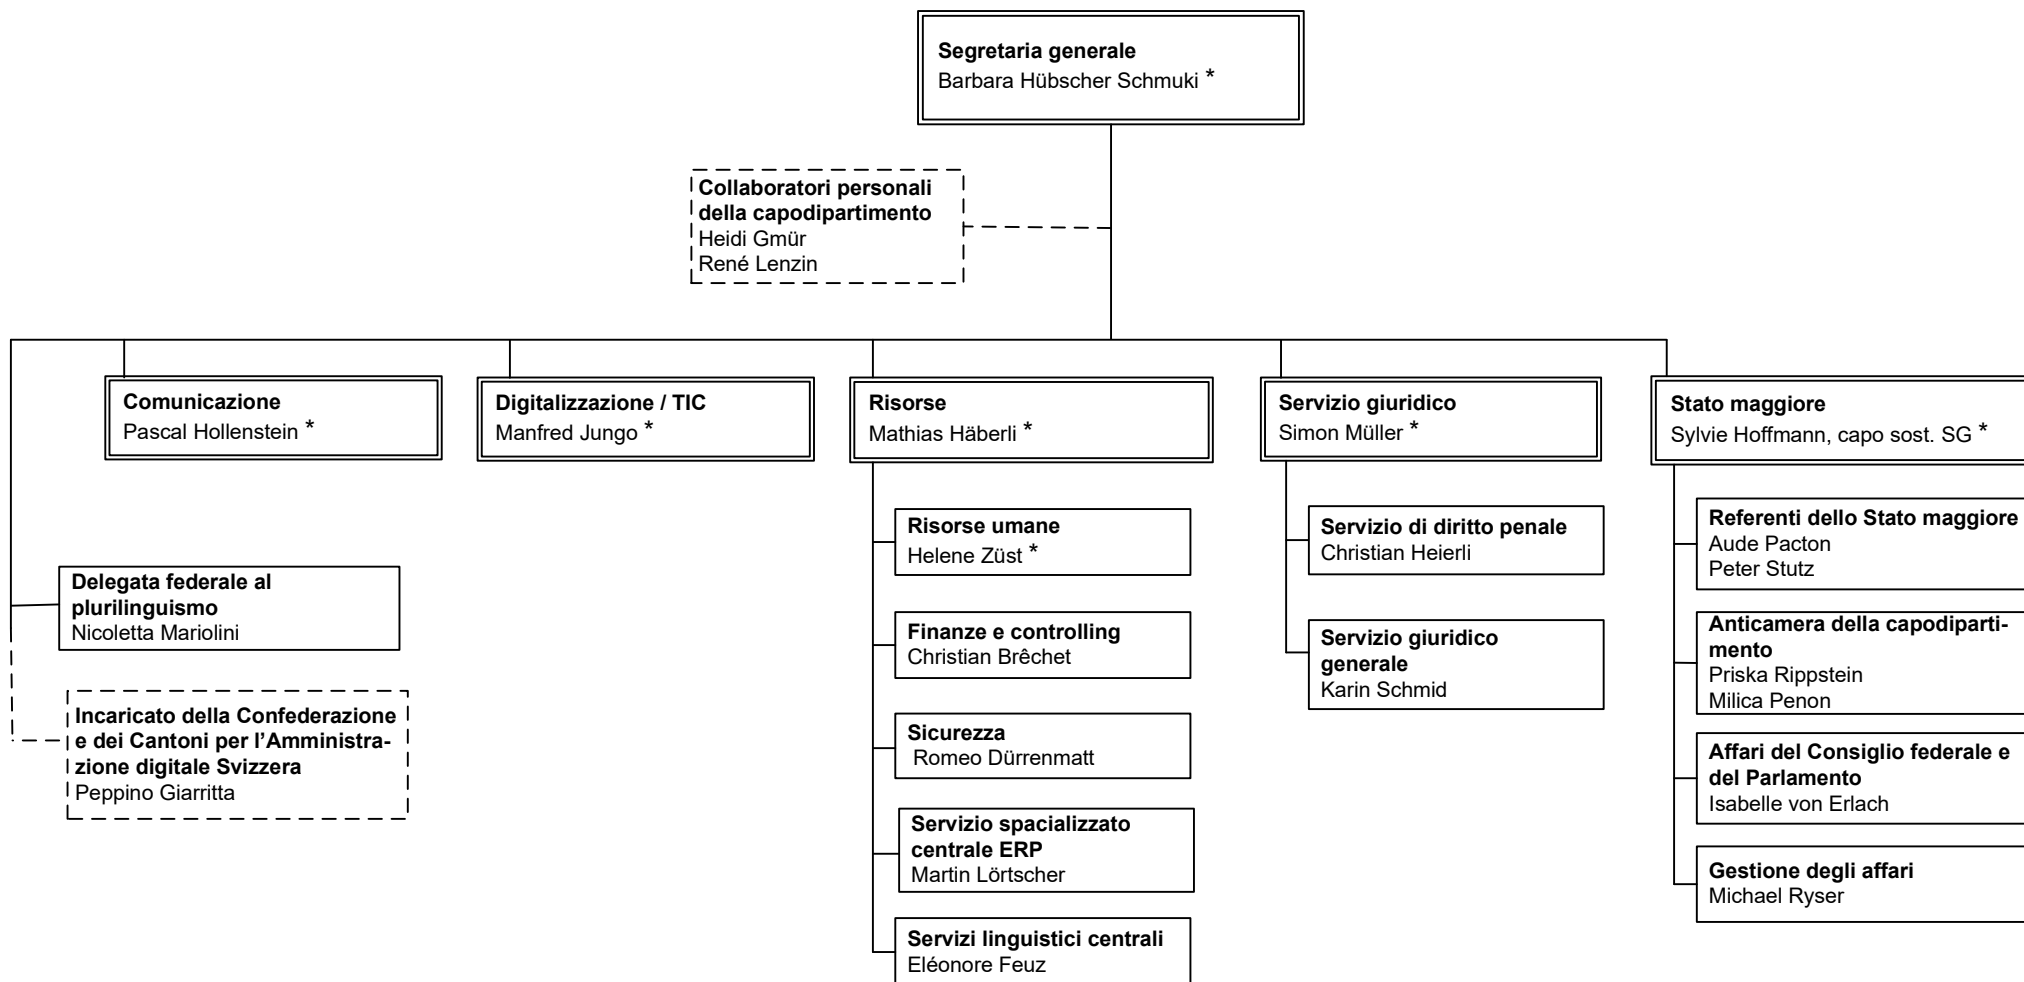 Segretaria generale
Barbara Hübscher Schmuki *
Collaboratori personali
della capodipartimento
Heidi Gmür
René Lenzin
Comunicazione
Pascal Hollenstein *
Digitalizzazione / TIC
Manfred Jungo *
Risorse
Mathias Häberli *
Servizio giuridico
Simon Müller *
Stato maggiore
Sylvie Hoffmann, capo sost. SG *
Delegata federale al
plurilinguismo
Nicoletta Mariolini
Incaricato della Confederazione
e dei Cantoni per l’Amministra-
zione digitale Svizzera
Peppino Giarritta
Risorse umane
Helene Züst *
Finanze e controlling
Christian Brêchet
Sicurezza
Romeo Dürrenmatt
Servizio spacializzato
centrale ERP
Martin Lörtscher
Servizi linguistici centrali
Eléonore Feuz
Servizio di diritto penale
Christian Heierli
Servizio giuridico
generale
Karin Schmid
Referenti dello Stato maggiore
Aude Pacton
Peter Stutz
Anticamera della capodiparti-
mento
Priska Rippstein
Milica Penon
Affari del Consiglio federale e
del Parlamento
Isabelle von Erlach
Gestione degli affari
Michael Ryser